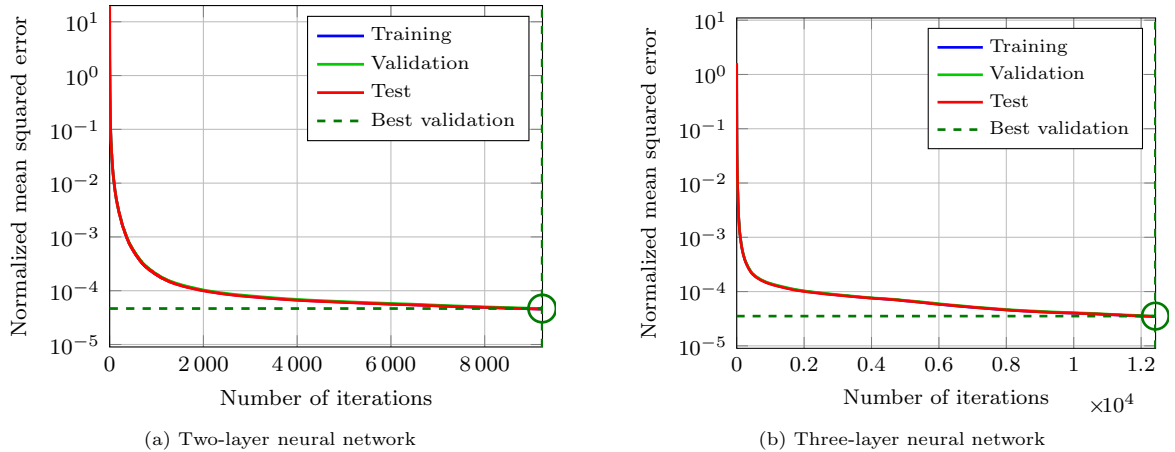 Normalized mean squared error
10^1
10^0
10^-1
10^-2
10^-3
10^-4
10^-5
Training
Validation
Test
Best validation
0
2 000
4 000
6 000
8 000
Number of iterations
(a) Two-layer neural network
Normalized mean squared error
10^1
10^0
10^-1
10^-2
10^-3
10^-4
10^-5
Training
Validation
Test
Best validation
0
0.2
0.4
0.6
0.8
1
1.2
Number of iterations
×10^4
(b) Three-layer neural network